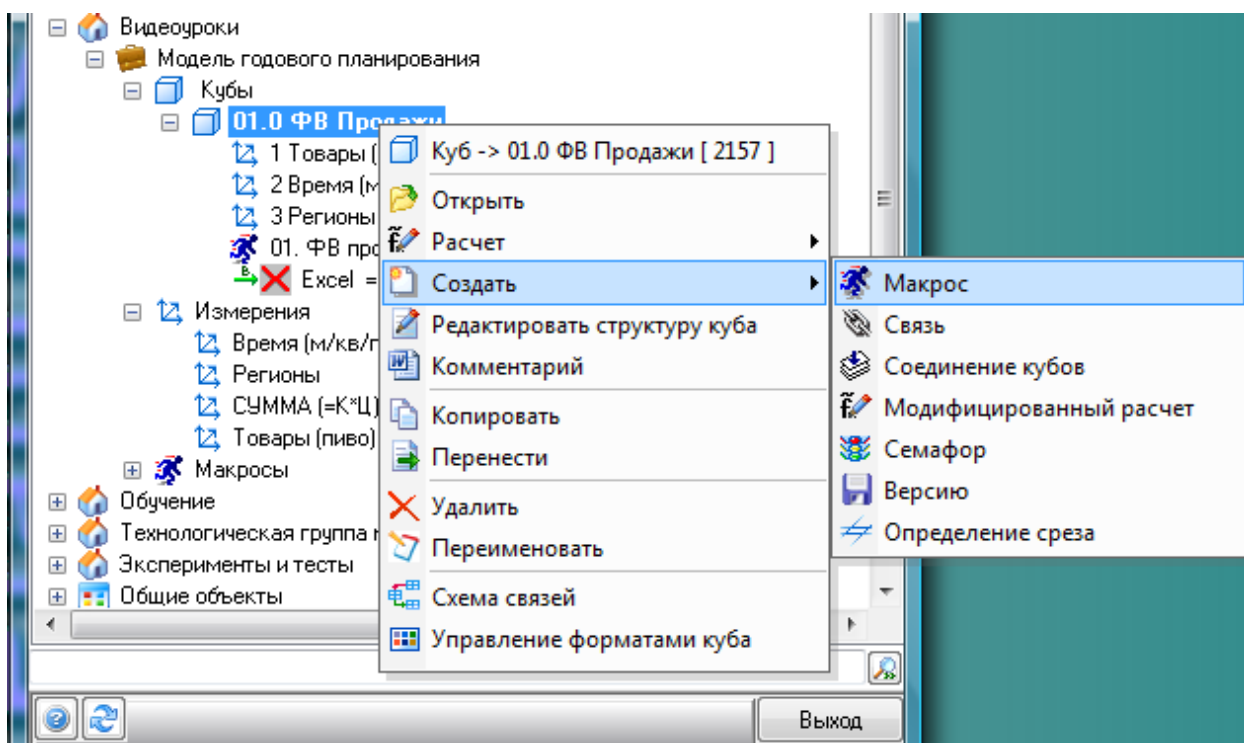 Видеоуроки
Модель годового планирования
Кубы
01.0 ФВ Продажи
1 Товары (
2 Время (м
3 Регионы
01. ФВ про
Excel =
Измерения
Время (м/кв/г
Регионы
СУММА (=К*Ц)
Товары (пиво)
Макросы
Обучение
Технологическая группа
Эксперименты и тесты
Общие объекты
Куб -> 01.0 ФВ Продажи [ 2157 ]
Открыть
Расчет
Создать
Редактировать структуру куба
Комментарий
Копировать
Перенести
Удалить
Переименовать
Схема связей
Управление форматами куба
Макрос
Связь
Соединение кубов
Модифицированный расчет
Семафор
Версию
Определение среза
Выход